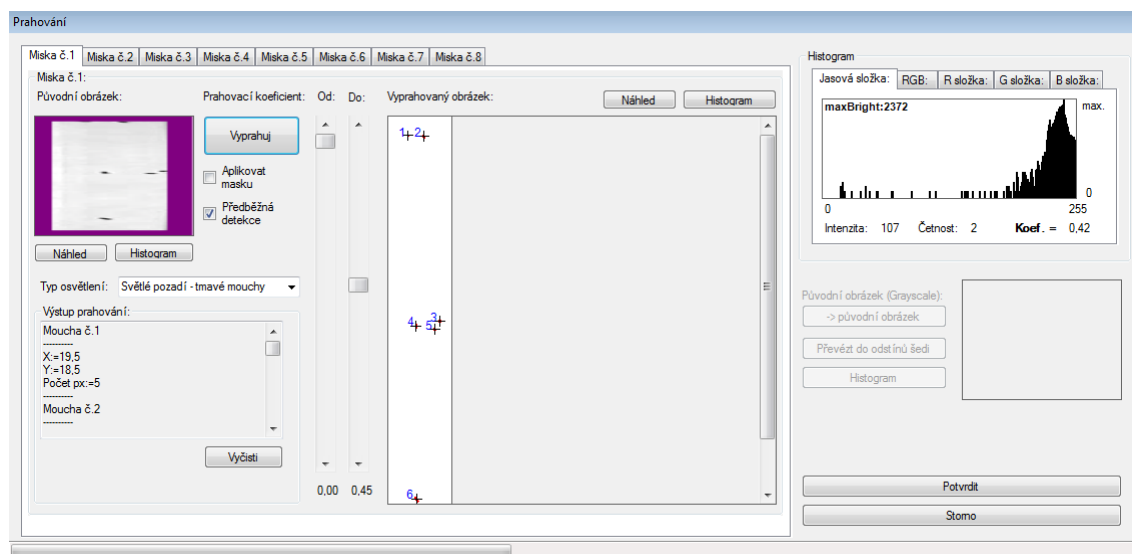 Prahování
Miska č.1 Miska č.2 Miska č.3 Miska č.4 Miska č.5 Miska č.6 Miska č.7 Miska č.8
Miska č.1:
Původní obrázek:
Prahovací koeficient:
Od:
Do:
Vyprahovaný obrázek:
Náhled
Histogram
Vyprahuj
Aplikovat
masku
Předběžná
detekce
Náhled
Histogram
Typ osvětlení:
Světlé pozadí - tmavé mouchy
Výstup prahování:
Moucha č.1
----------
X:=19,5
Y:=18,5
Počet px:=5
----------
Moucha č.2
----------
Vyčisti
0,00
0,45
1
2
3
4
5
6
Histogram
Jasová složka: RGB: R složka: G složka: B složka:
maxBright:2372
max.
0
0
255
Intenzita: 107 Četnost: 2 Koef. = 0,42
Původní obrázek (Grayscale):
-> původní obrázek
Převézt do odstínů šedi
Histogram
Potvrdit
Storno